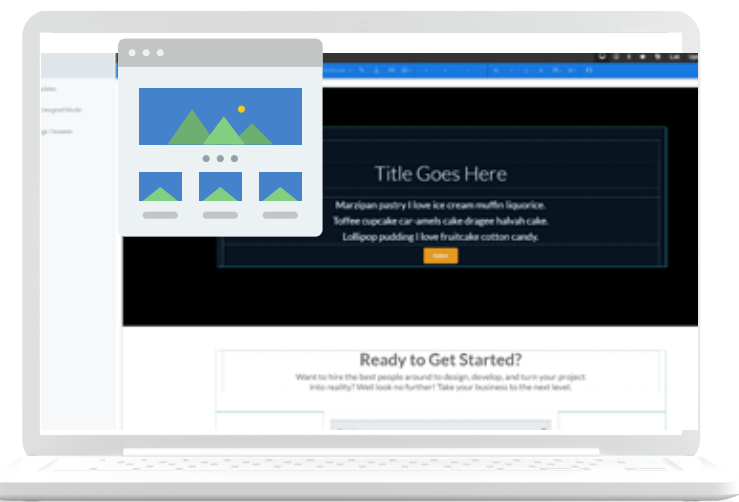 Title Goes Here
Marzipan pastry I love ice cream muffin liquorice.
Toffee cupcake car-amels cake dragee halvah cake.
Lollipop pudding I love fruitcake cotton candy.
Ready to Get Started?
Want to hire the best people around to design, develop, and turn your project
into reality? Well look no further! Take your business to the next level.